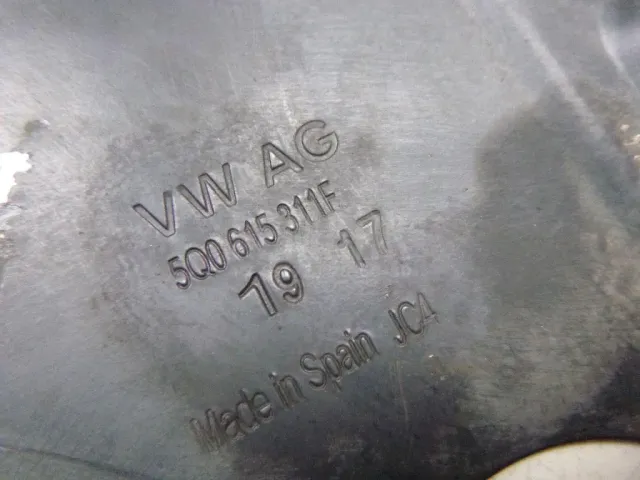 VW AG
5Q0 615 311F
19 17
Made in Spain JC4